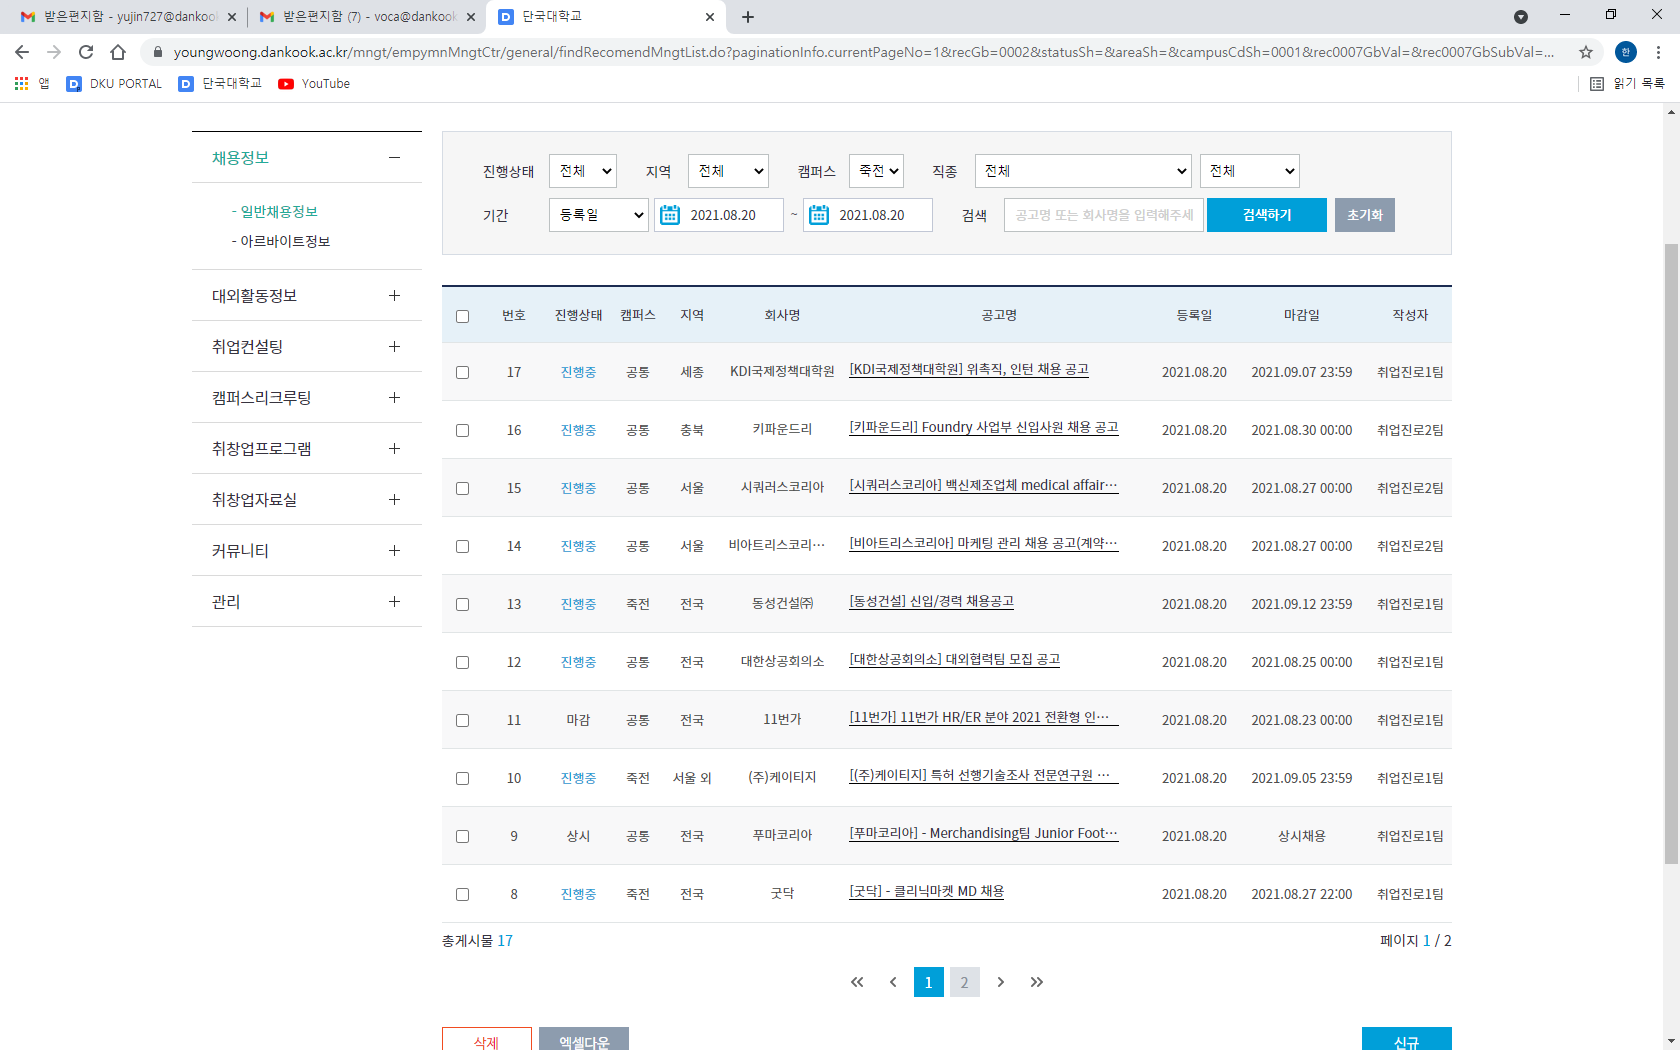 받은편지함 - yujin727@dankook
받은편지함 (7) - voca@dankook
단국대학교
youngwoong.dankook.ac.kr/mngt/empymnMngtCtr/general/findRecomendMngtList.do?paginationInfo.currentPageNo=1&recGb=0002&statusSh=&areaSh=&campusCdSh=0001&rec0007GbVal=&rec0007GbSubVal=...
한
앱 DKU PORTAL 단국대학교 YouTube 읽기 목록
채용정보
- 일반채용정보
- 아르바이트정보
대외활동정보
취업컨설팅
캠퍼스리크루팅
취창업프로그램
취창업자료실
커뮤니티
관리
진행상태 전체 지역 전체 캠퍼스 죽전 직종 전체 전체
기간 등록일 2021.08.20 ~ 2021.08.20 검색 공고명 또는 회사명을 입력해주세 검색하기 초기화
번호 진행상태 캠퍼스 지역 회사명 공고명 등록일 마감일 작성자
17 진행중 공통 세종 KDI국제정책대학원 [KDI국제정책대학원] 위촉직, 인턴 채용 공고 2021.08.20 2021.09.07 23:59 취업진로1팀
16 진행중 공통 충북 키파운드리 [키파운드리] Foundry 사업부 신입사원 채용 공고 2021.08.20 2021.08.30 00:00 취업진로2팀
15 진행중 공통 서울 시쿼러스코리아 [시쿼러스코리아] 백신제조업체 medical affair… 2021.08.20 2021.08.27 00:00 취업진로2팀
14 진행중 공통 서울 비아트리스코리… [비아트리스코리아] 마케팅 관리 채용 공고(계약… 2021.08.20 2021.08.27 00:00 취업진로2팀
13 진행중 죽전 전국 동성건설㈜ [동성건설] 신입/경력 채용공고 2021.08.20 2021.09.12 23:59 취업진로1팀
12 진행중 공통 전국 대한상공회의소 [대한상공회의소] 대외협력팀 모집 공고 2021.08.20 2021.08.25 00:00 취업진로1팀
11 마감 공통 전국 11번가 [11번가] 11번가 HR/ER 분야 2021 전환형 인… 2021.08.20 2021.08.23 00:00 취업진로1팀
10 진행중 죽전 서울 외 (주)케이티지 [(주)케이티지] 특허 선행기술조사 전문연구원 … 2021.08.20 2021.09.05 23:59 취업진로1팀
9 상시 공통 전국 푸마코리아 [푸마코리아] - Merchandising팀 Junior Foot… 2021.08.20 상시채용 취업진로1팀
8 진행중 죽전 전국 굿닥 [굿닥] - 클리닉마켓 MD 채용 2021.08.20 2021.08.27 22:00 취업진로1팀
총게시물 17 페이지 1 / 2
1 2
삭제 엑셀다운 신규